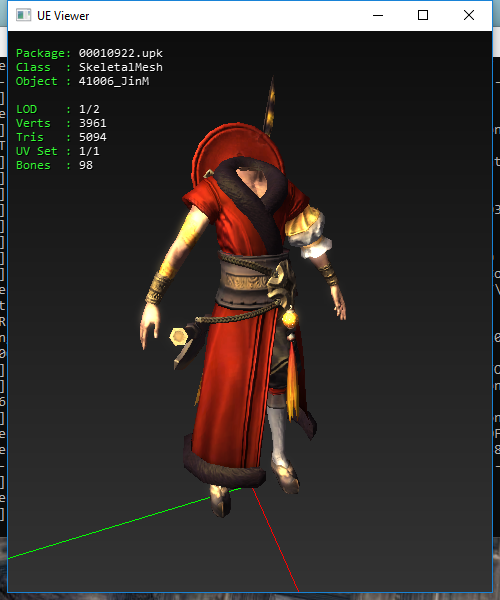 UE Viewer
Package: 00010922.upk
Class : SkeletalMesh
Object : 41006_JinM
LOD : 1/2
Verts : 3961
Tris : 5094
UV Set : 1/1
Bones : 98